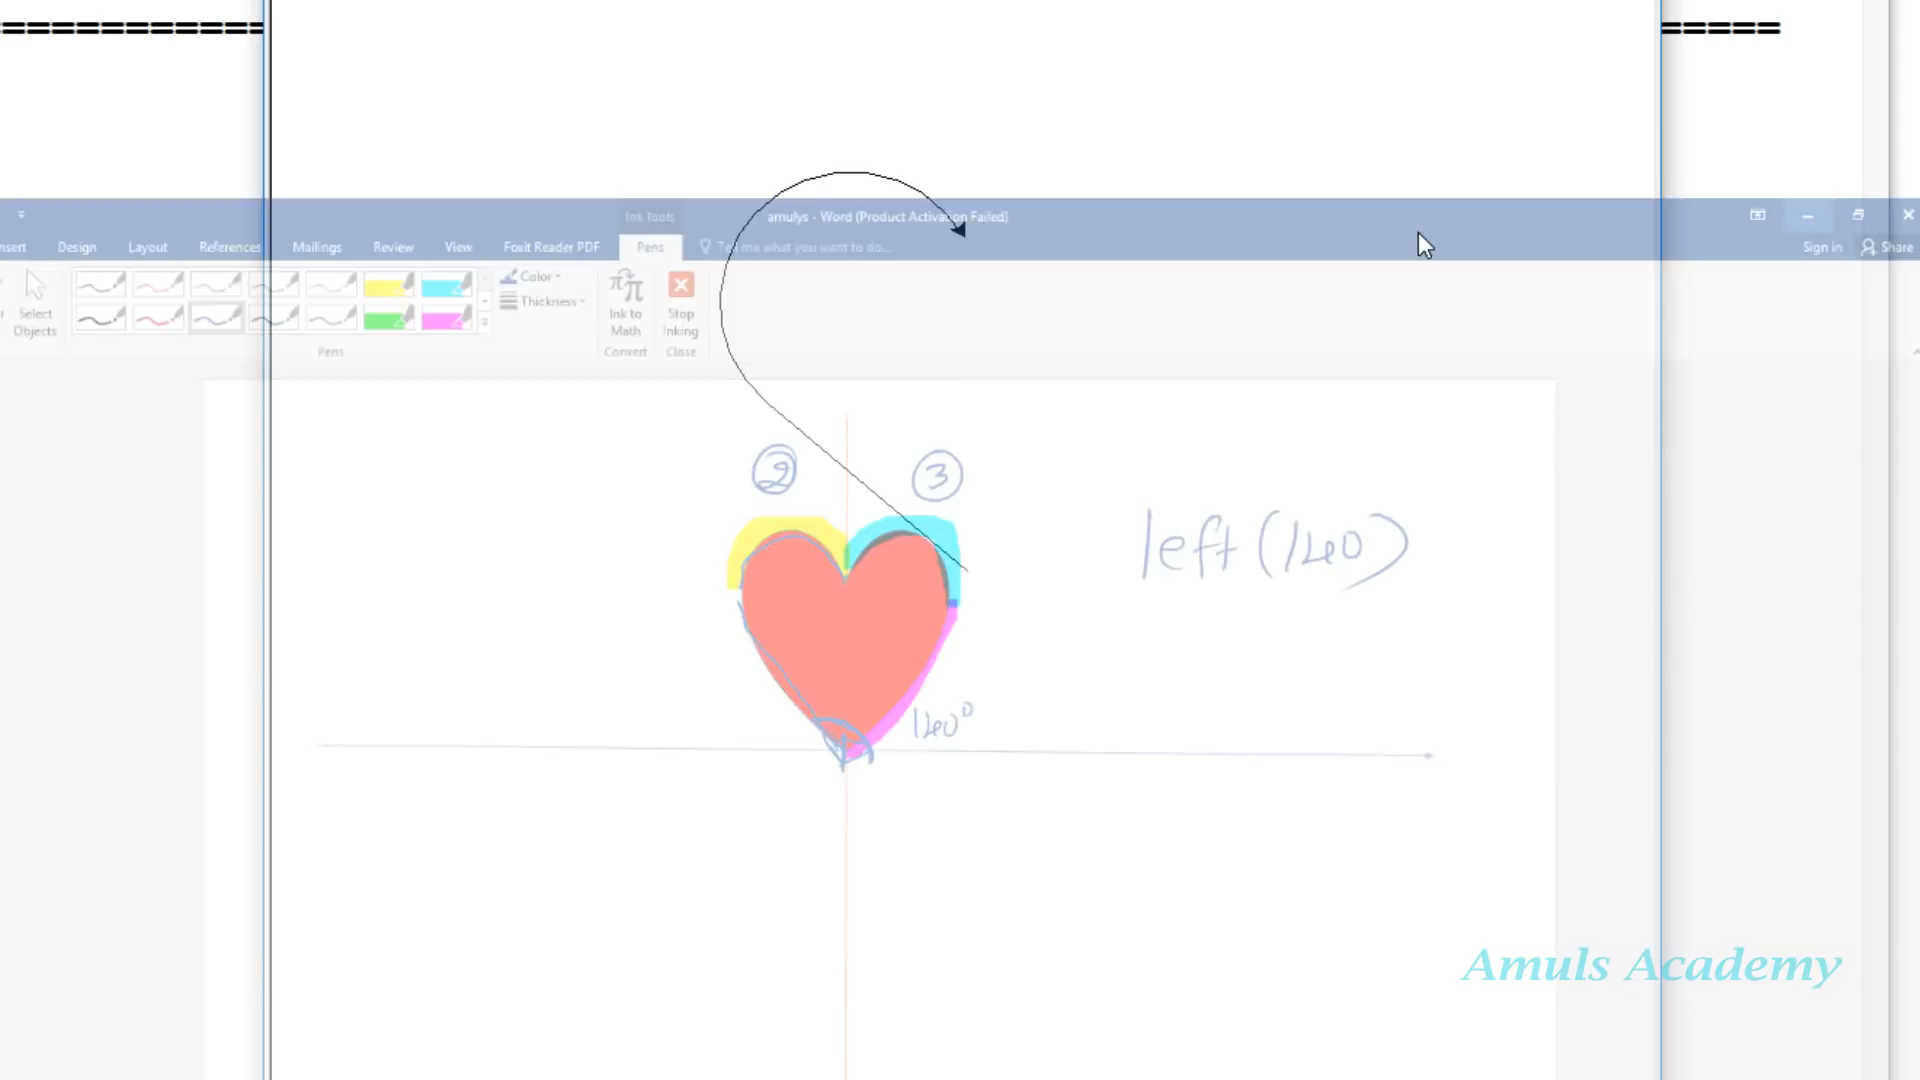 ============ =====
Ink Tools
amulys - Word (Product Activation Failed]
nsert Design Layout References Mailings Review View Foxit Reader PDF Pens Tell me what you want to do... Sign in Share
Select Objects
Color
Thickness
Ink to Math
Stop Inking
Pens Convert Close
2 3
left (140)
140°
Amuls Academy